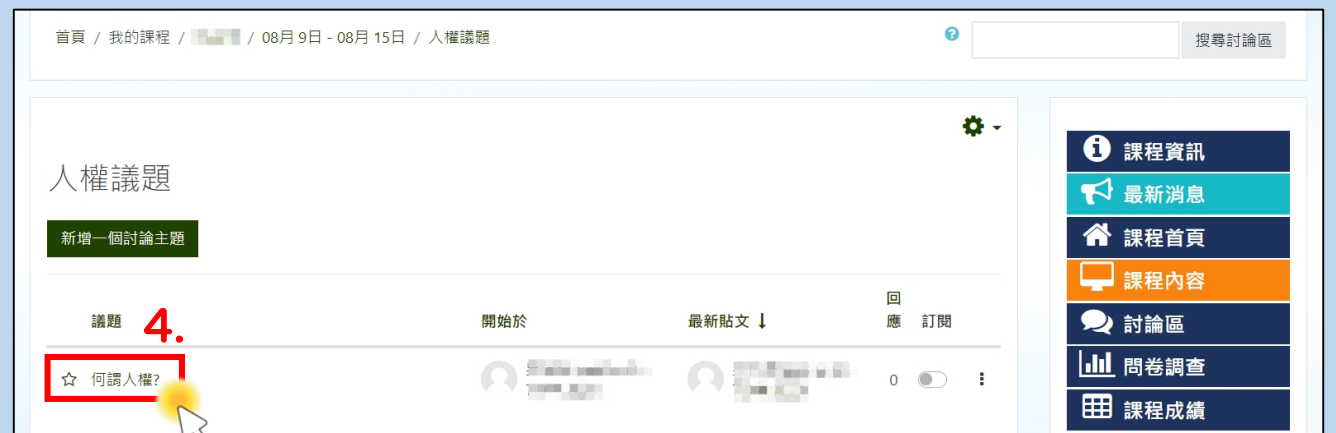 首頁 / 我的課程 / / 08月 9日 - 08月 15日 / 人權議題
搜尋討論區
人權議題
新增一個討論主題
議題 開始於 最新貼文 回應 訂閱
4.
何謂人權?
0
課程資訊
最新消息
課程首頁
課程內容
討論區
問卷調查
課程成績